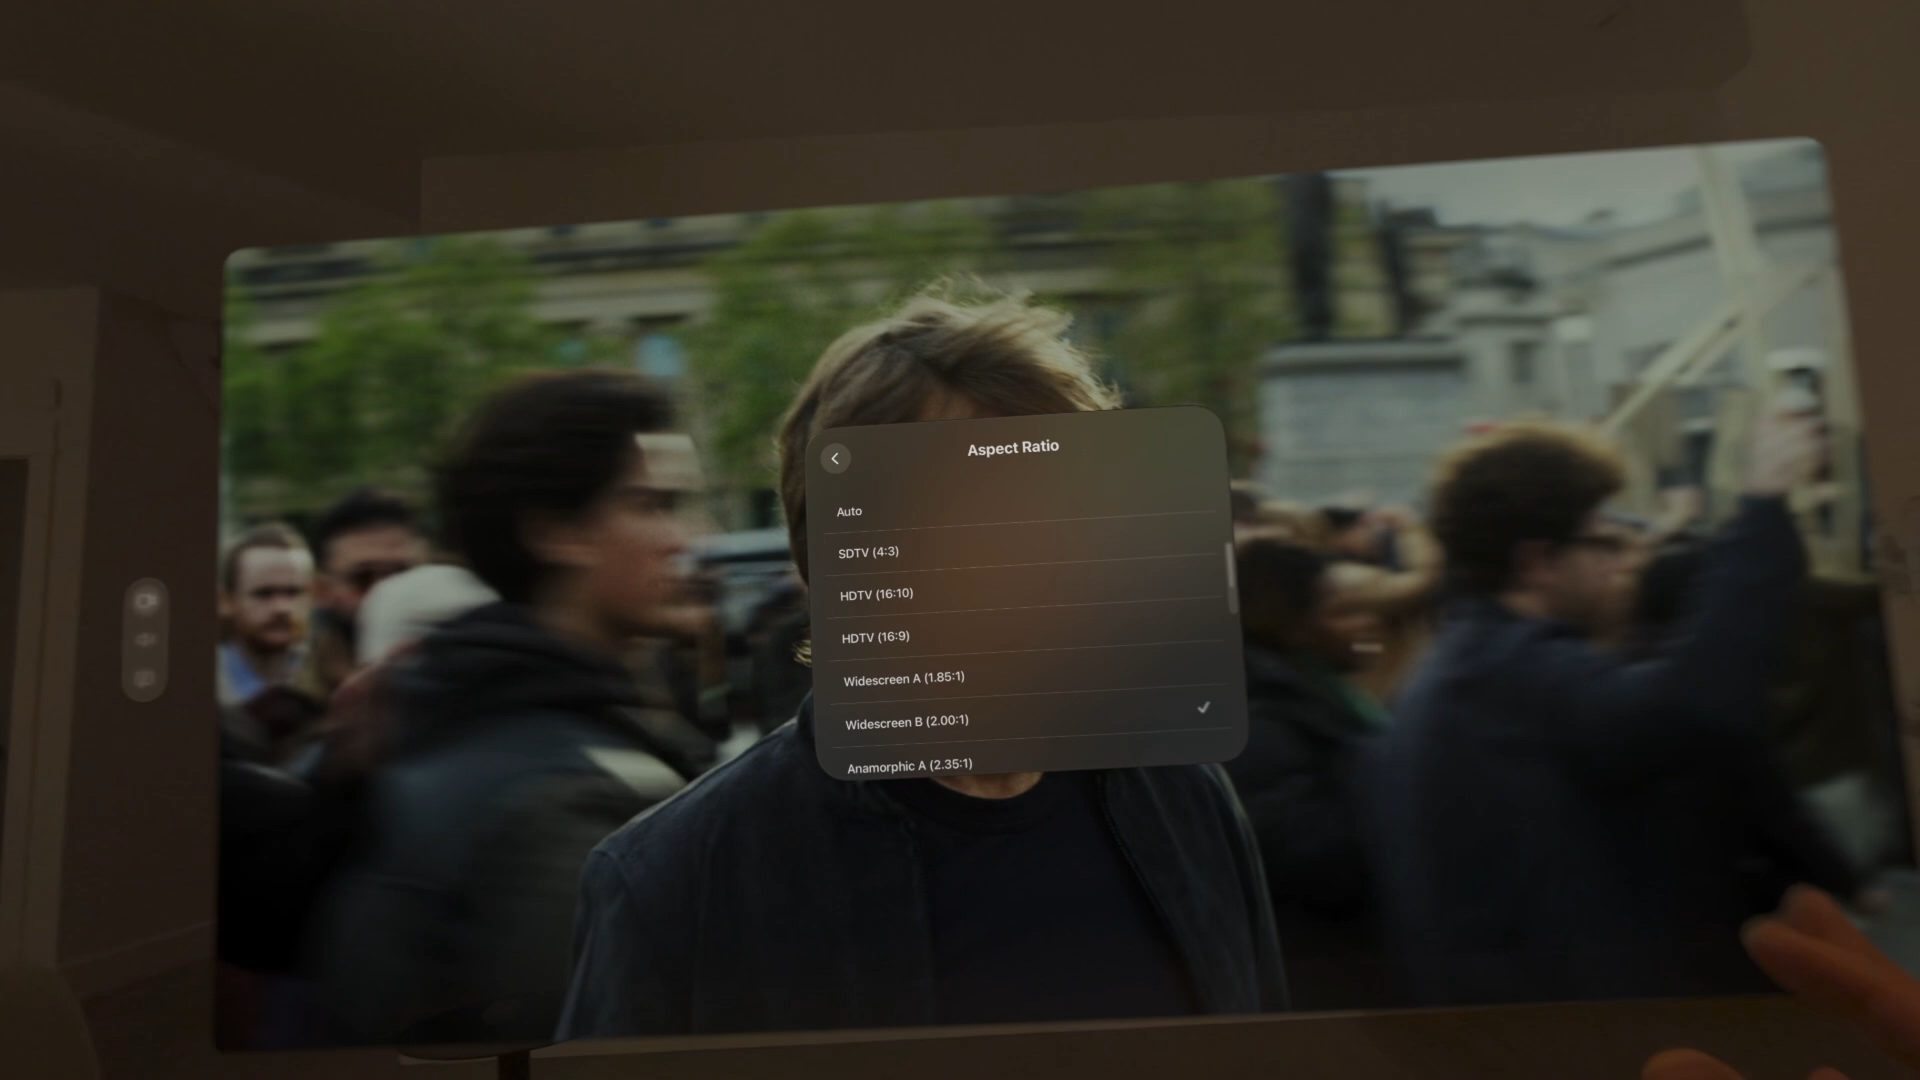 Aspect Ratio
Auto
SDTV (4:3)
HDTV (16:10)
HDTV (16:9)
Widescreen A (1.85:1)
Widescreen B (2.00:1)
Anamorphic A (2.35:1)